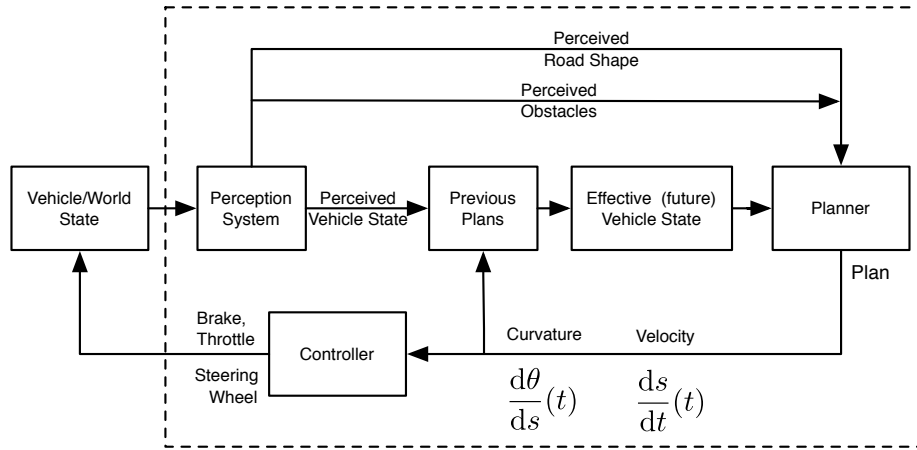 Perceived
Road Shape
Perceived
Obstacles
Vehicle/World
State
Perception
System
Perceived
Vehicle State
Previous
Plans
Effective (future)
Vehicle State
Planner
Plan
Brake,
Throttle
Steering
Wheel
Controller
Curvature
dθ/ds (t)
Velocity
ds/dt (t)